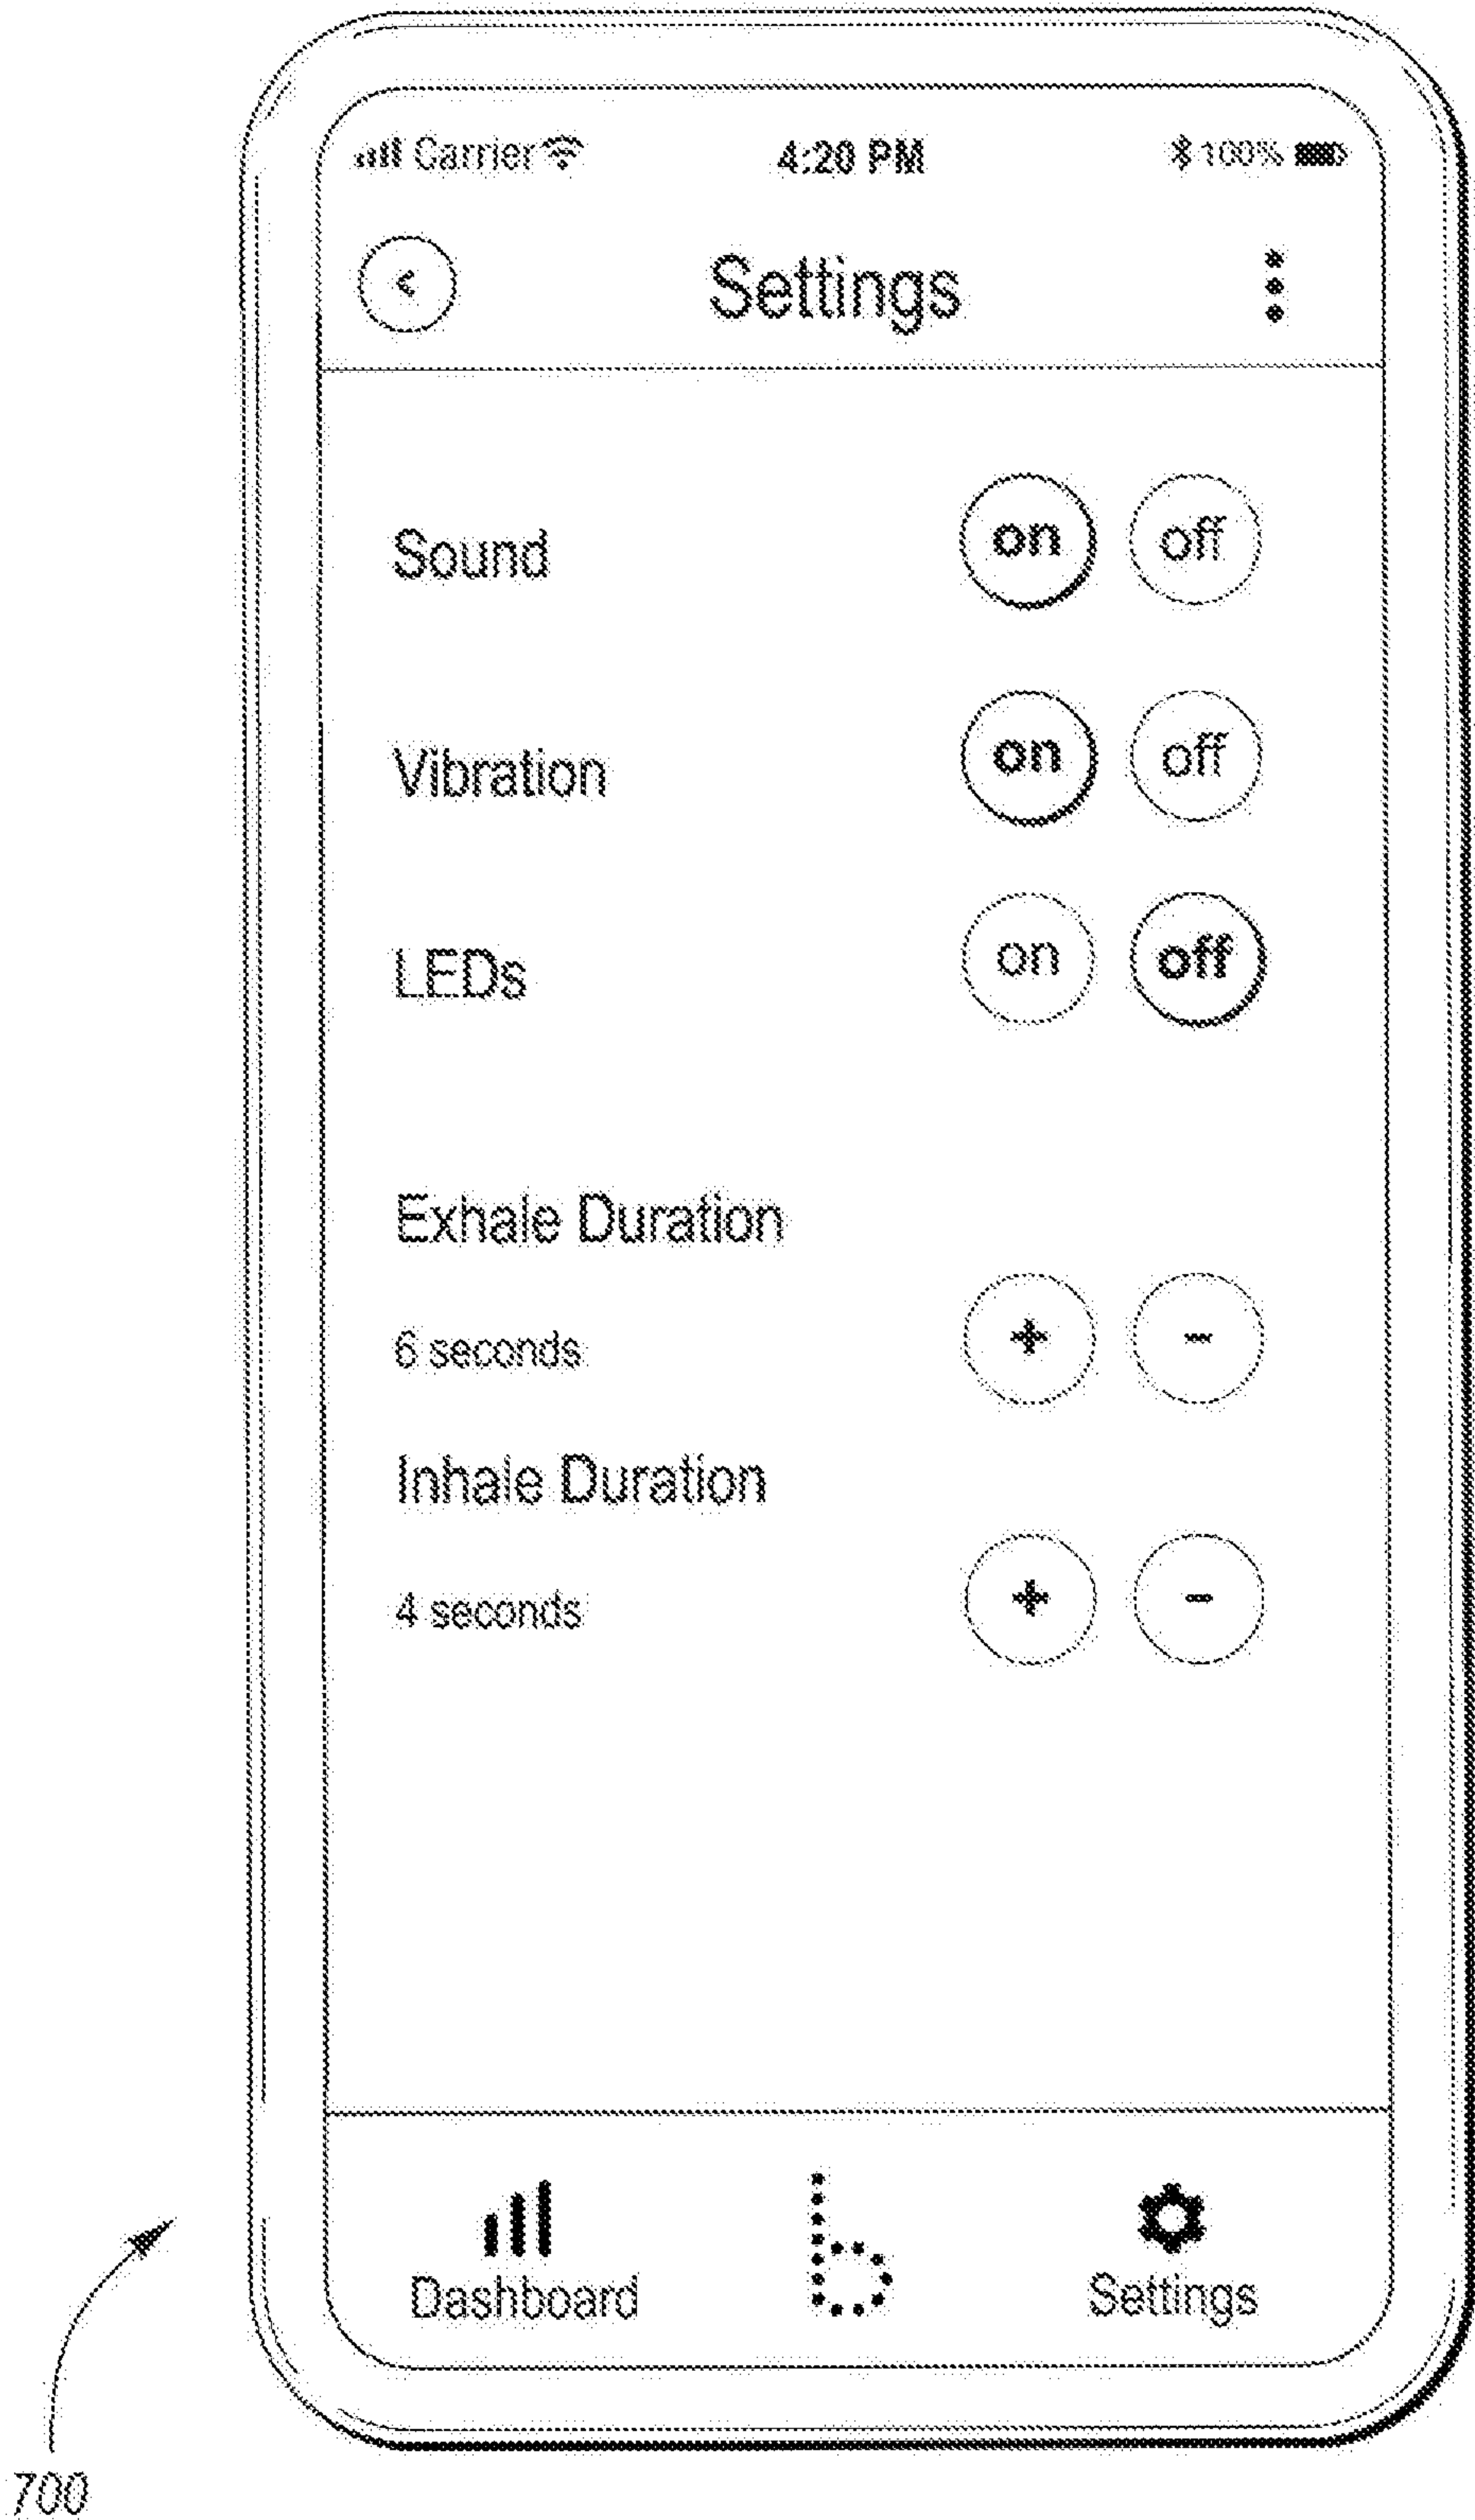 Carrier 4:20 PM 100%
< Settings
Sound on off
Vibration on off
LEDs on off
Exhale Duration
6 seconds + -
Inhale Duration
4 seconds + -
b
Dashboard Settings
700